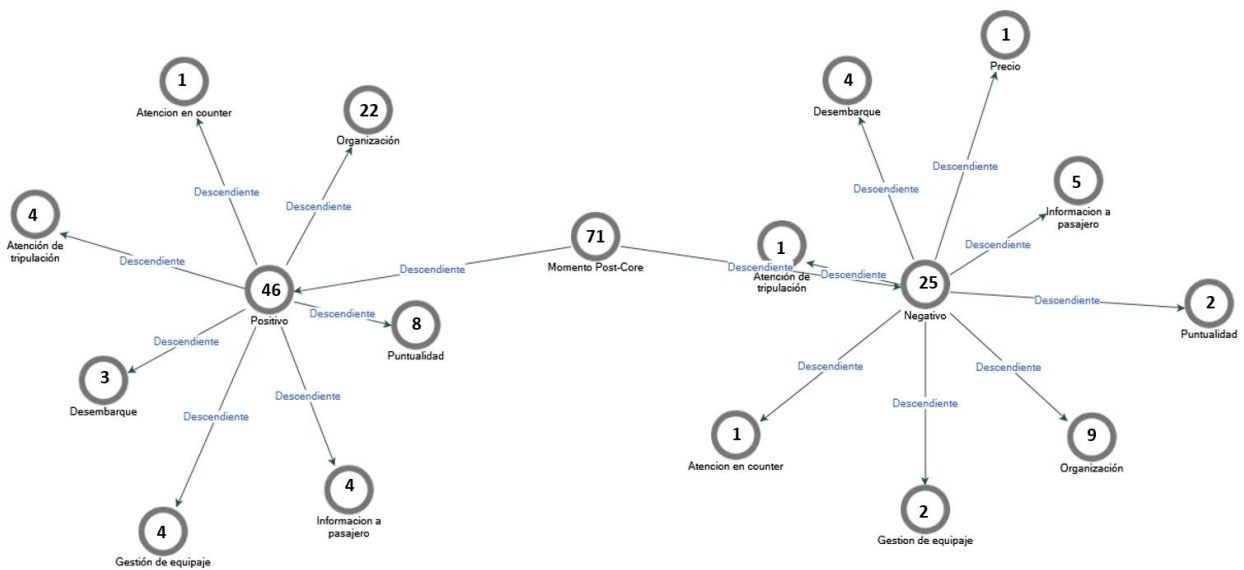 1
Precio
4
Desembarque
1
Atencion en counter
22
Organización
Descendiente
Descendiente
5
Informacion a
pasajero
Descendiente
Descendiente
Descendiente
4
Atención de
tripulación
71
Momento Post-Core
1
Atención de
tripulación
Descendiente
Descendiente
Descendiente
Descendiente
Descendiente
46
Positivo
25
Negativo
Descendiente
2
Puntualidad
Descendiente
8
Puntualidad
Descendiente
3
Desembarque
Descendiente
Descendiente
Descendiente
Descendiente
Descendiente
1
Atencion en counter
9
Organización
4
Informacion a
pasajero
2
Gestion de equipaje
4
Gestión de equipaje